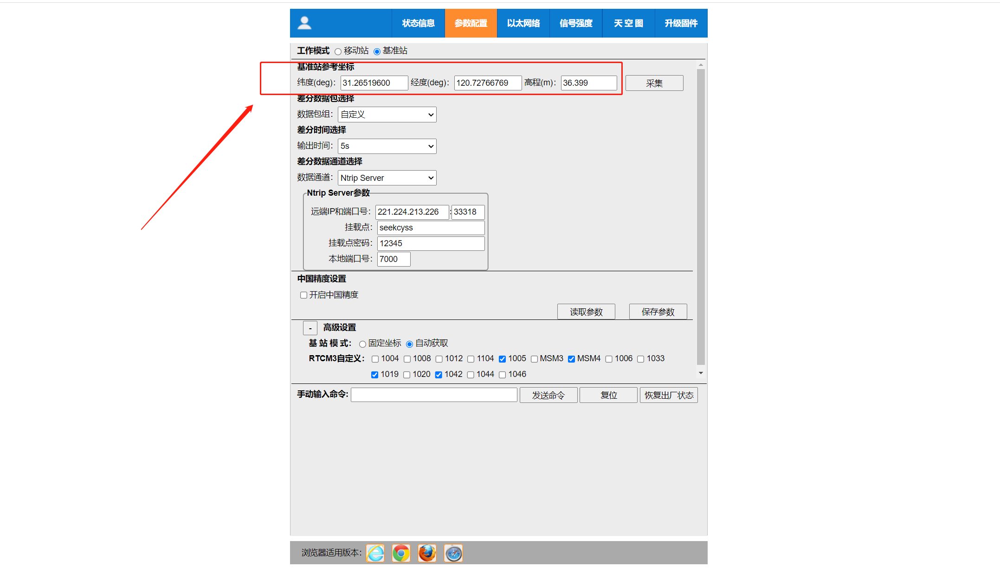 状态信息 参数配置 以太网络 信号强度 天 空 图 升级固件
工作模式 移动站 基准站
基准站参考坐标
纬度(deg): 31.26519600 经度(deg): 120.72766769 高程(m): 36.399 采集
差分数据包选择
数据包组: 自定义
差分时间选择
输出时间: 5s
差分数据通道选择
数据通道: Ntrip Server
Ntrip Server参数
远端IP和端口号: 221.224.213.226 : 33318
挂载点: seekcyss
挂载点密码: 12345
本地端口号: 7000
中国精度设置
开启中国精度
读取参数 保存参数
- 高级设置
基 站 模 式: 固定坐标 自动获取
RTCM3自定义: 1004 1008 1012 1104 1005 MSM3 MSM4 1006 1033
1019 1020 1042 1044 1046
手动输入命令: 发送命令 复位 恢复出厂状态
浏览器适用版本: